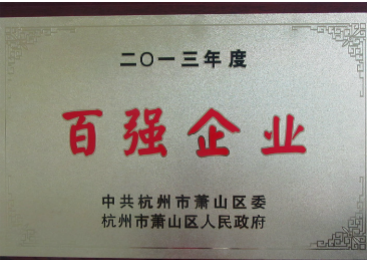 二〇一三年度
百强企业
中共杭州市萧山区委
杭州市萧山区人民政府